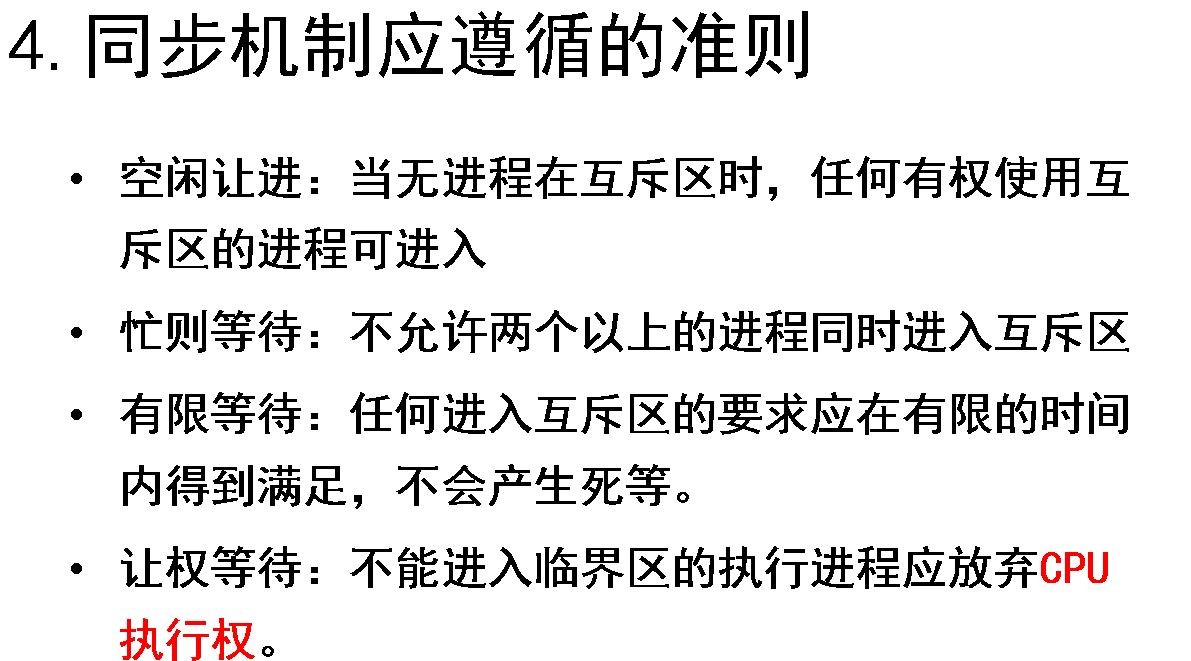 4. 同步机制应遵循的准则
• 空闲让进：当无进程在互斥区时，任何有权使用互
斥区的进程可进入
• 忙则等待：不允许两个以上的进程同时进入互斥区
• 有限等待：任何进入互斥区的要求应在有限的时间
内得到满足，不会产生死等。
• 让权等待：不能进入临界区的执行进程应放弃CPU
执行权。